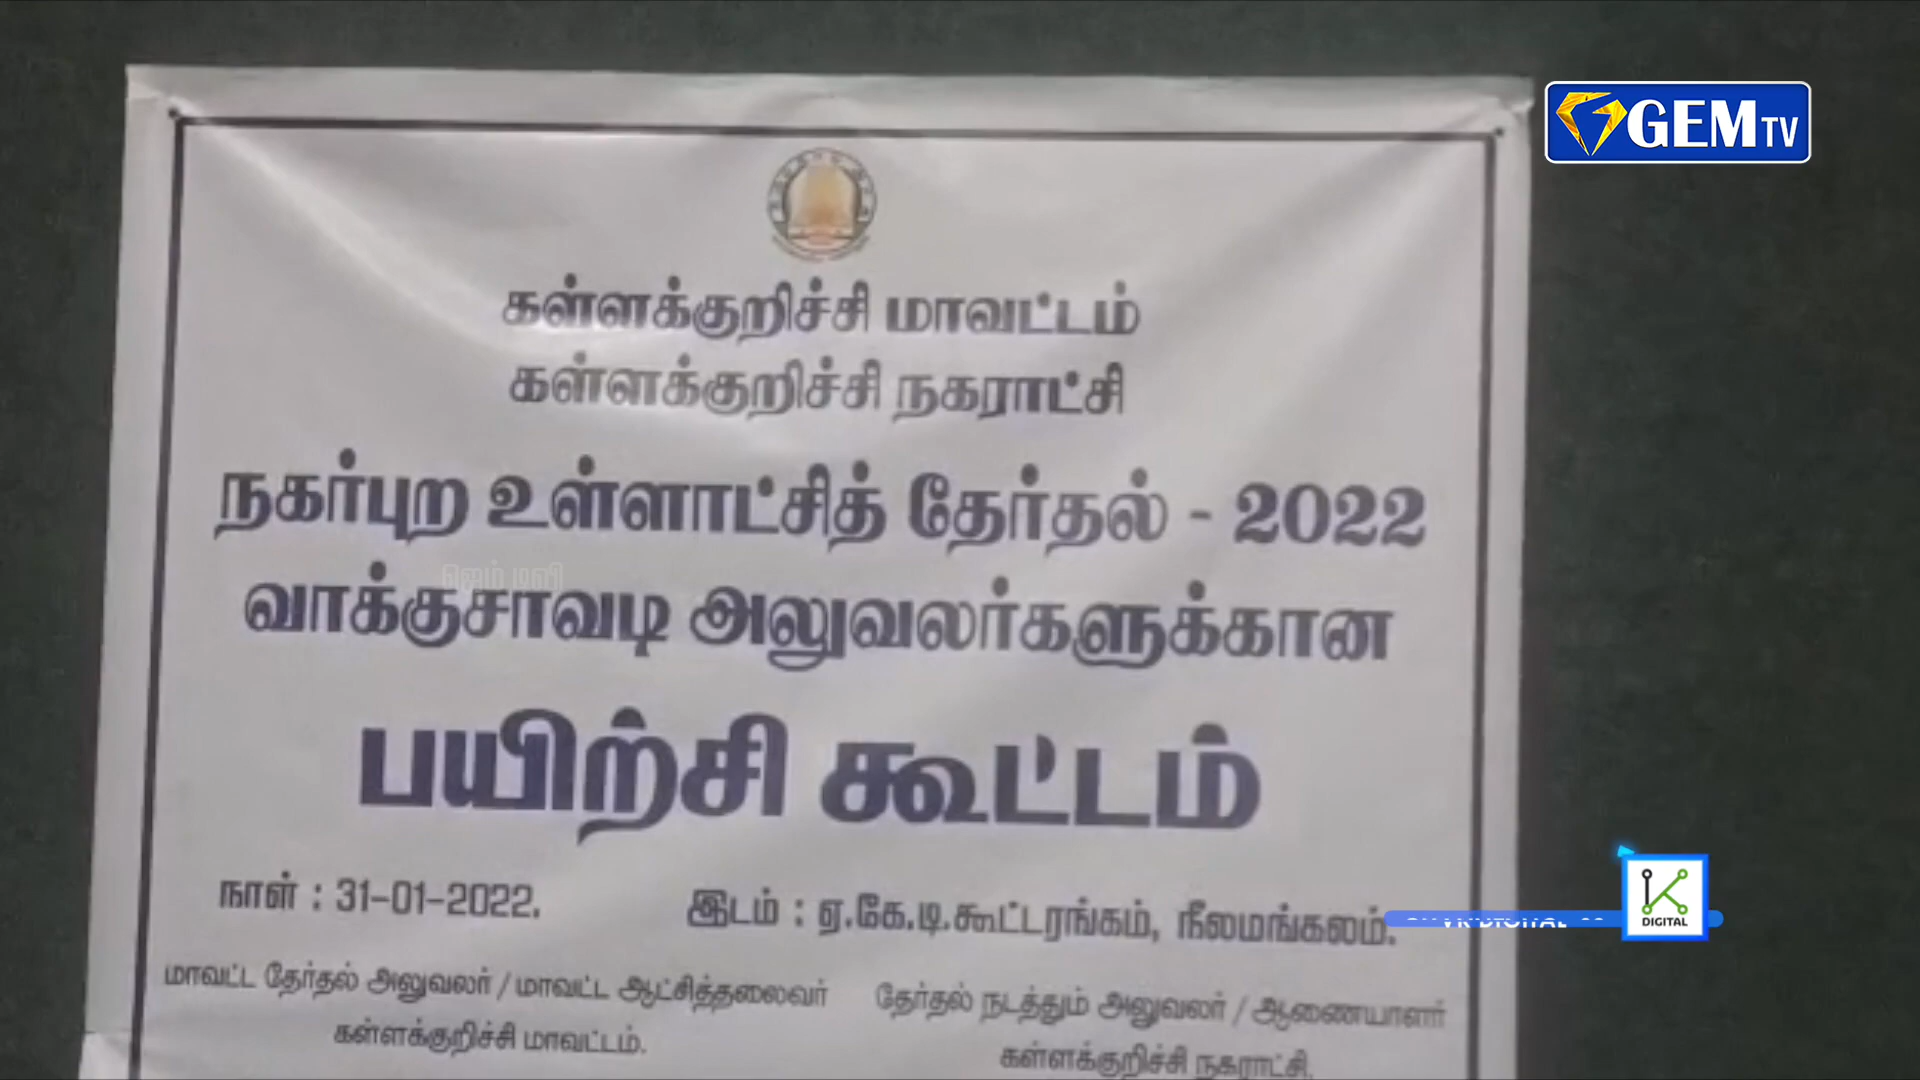 GEMTV
கள்ளக்குறிச்சி மாவட்டம்
கள்ளக்குறிச்சி நகராட்சி
நகர்புற உள்ளாட்சித் தேர்தல் - 2022
ஜெம் டிவி
வாக்குசாவடி அலுவலர்களுக்கான
பயிற்சி கூட்டம்
நாள் : 31-01-2022.
இடம் : ஏ.கே.டி.கூட்டரங்கம், நீலமங்கலம்.
DIGITAL
மாவட்ட தேர்தல் அலுவலர் / மாவட்ட ஆட்சித்தலைவர்
கள்ளக்குறிச்சி மாவட்டம்.
தேர்தல் நடத்தும் அலுவலர் / ஆணையாளர்
கள்ளக்குறிச்சி நகராட்சி.